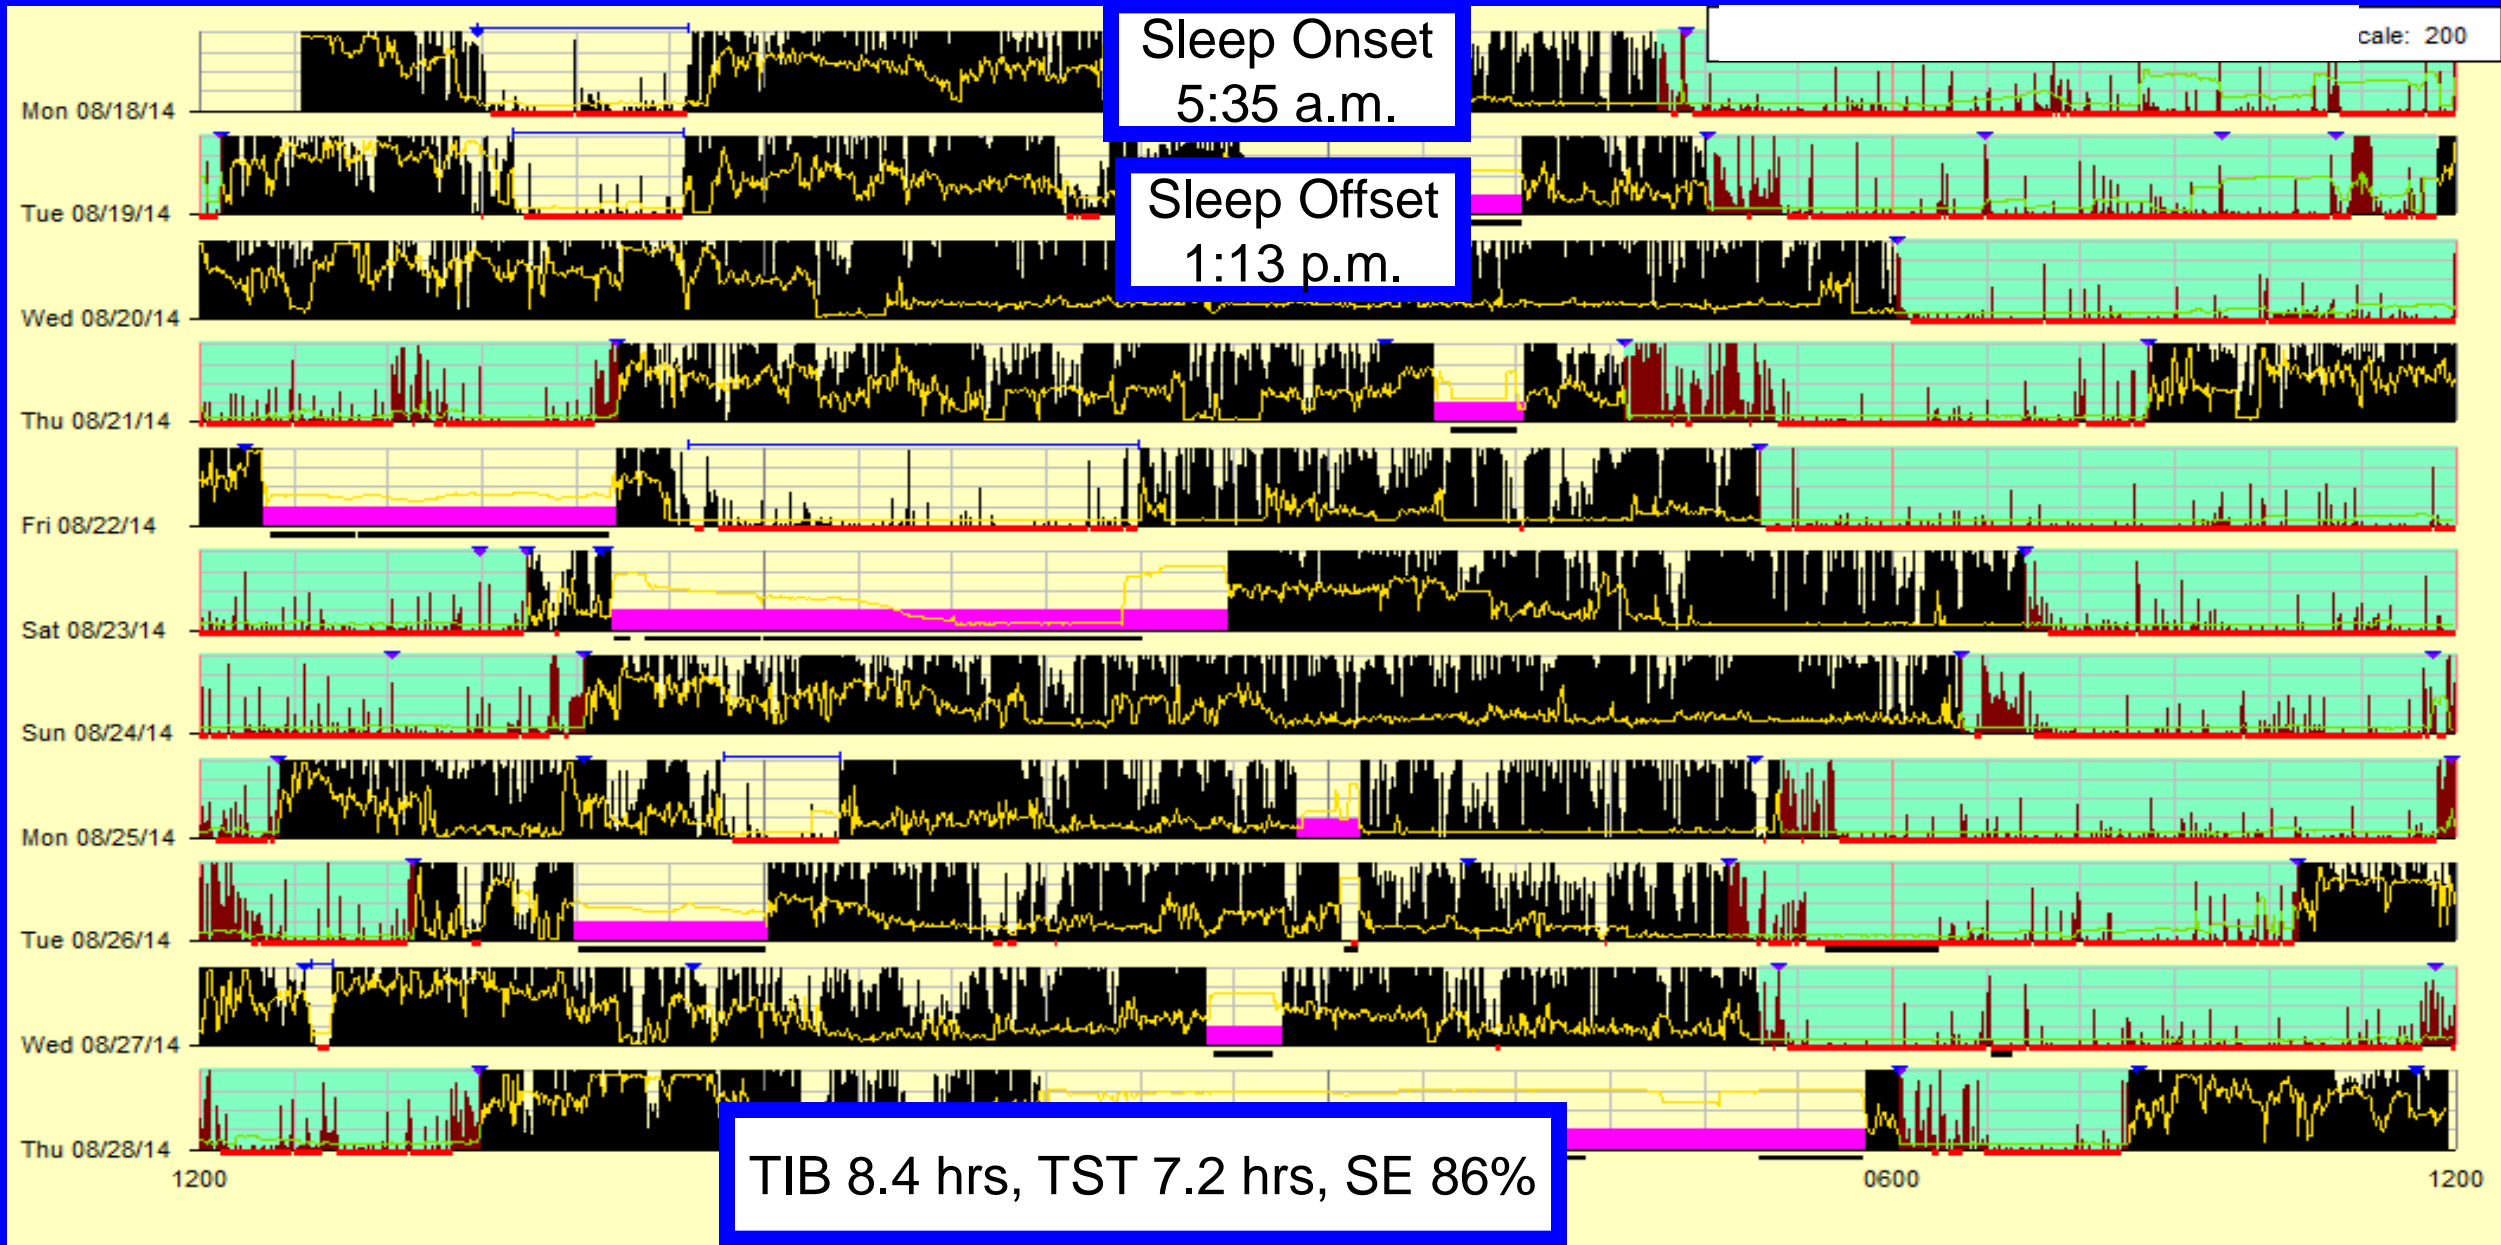 Sleep Onset
5:35 a.m.
cale: 200
Mon 08/18/14
Sleep Offset
1:13 p.m.
Tue 08/19/14
Wed 08/20/14
Thu 08/21/14
Fri 08/22/14
Sat 08/23/14
Sun 08/24/14
Mon 08/25/14
Tue 08/26/14
Wed 08/27/14
Thu 08/28/14
TIB 8.4 hrs, TST 7.2 hrs, SE 86%
1200 0600 1200